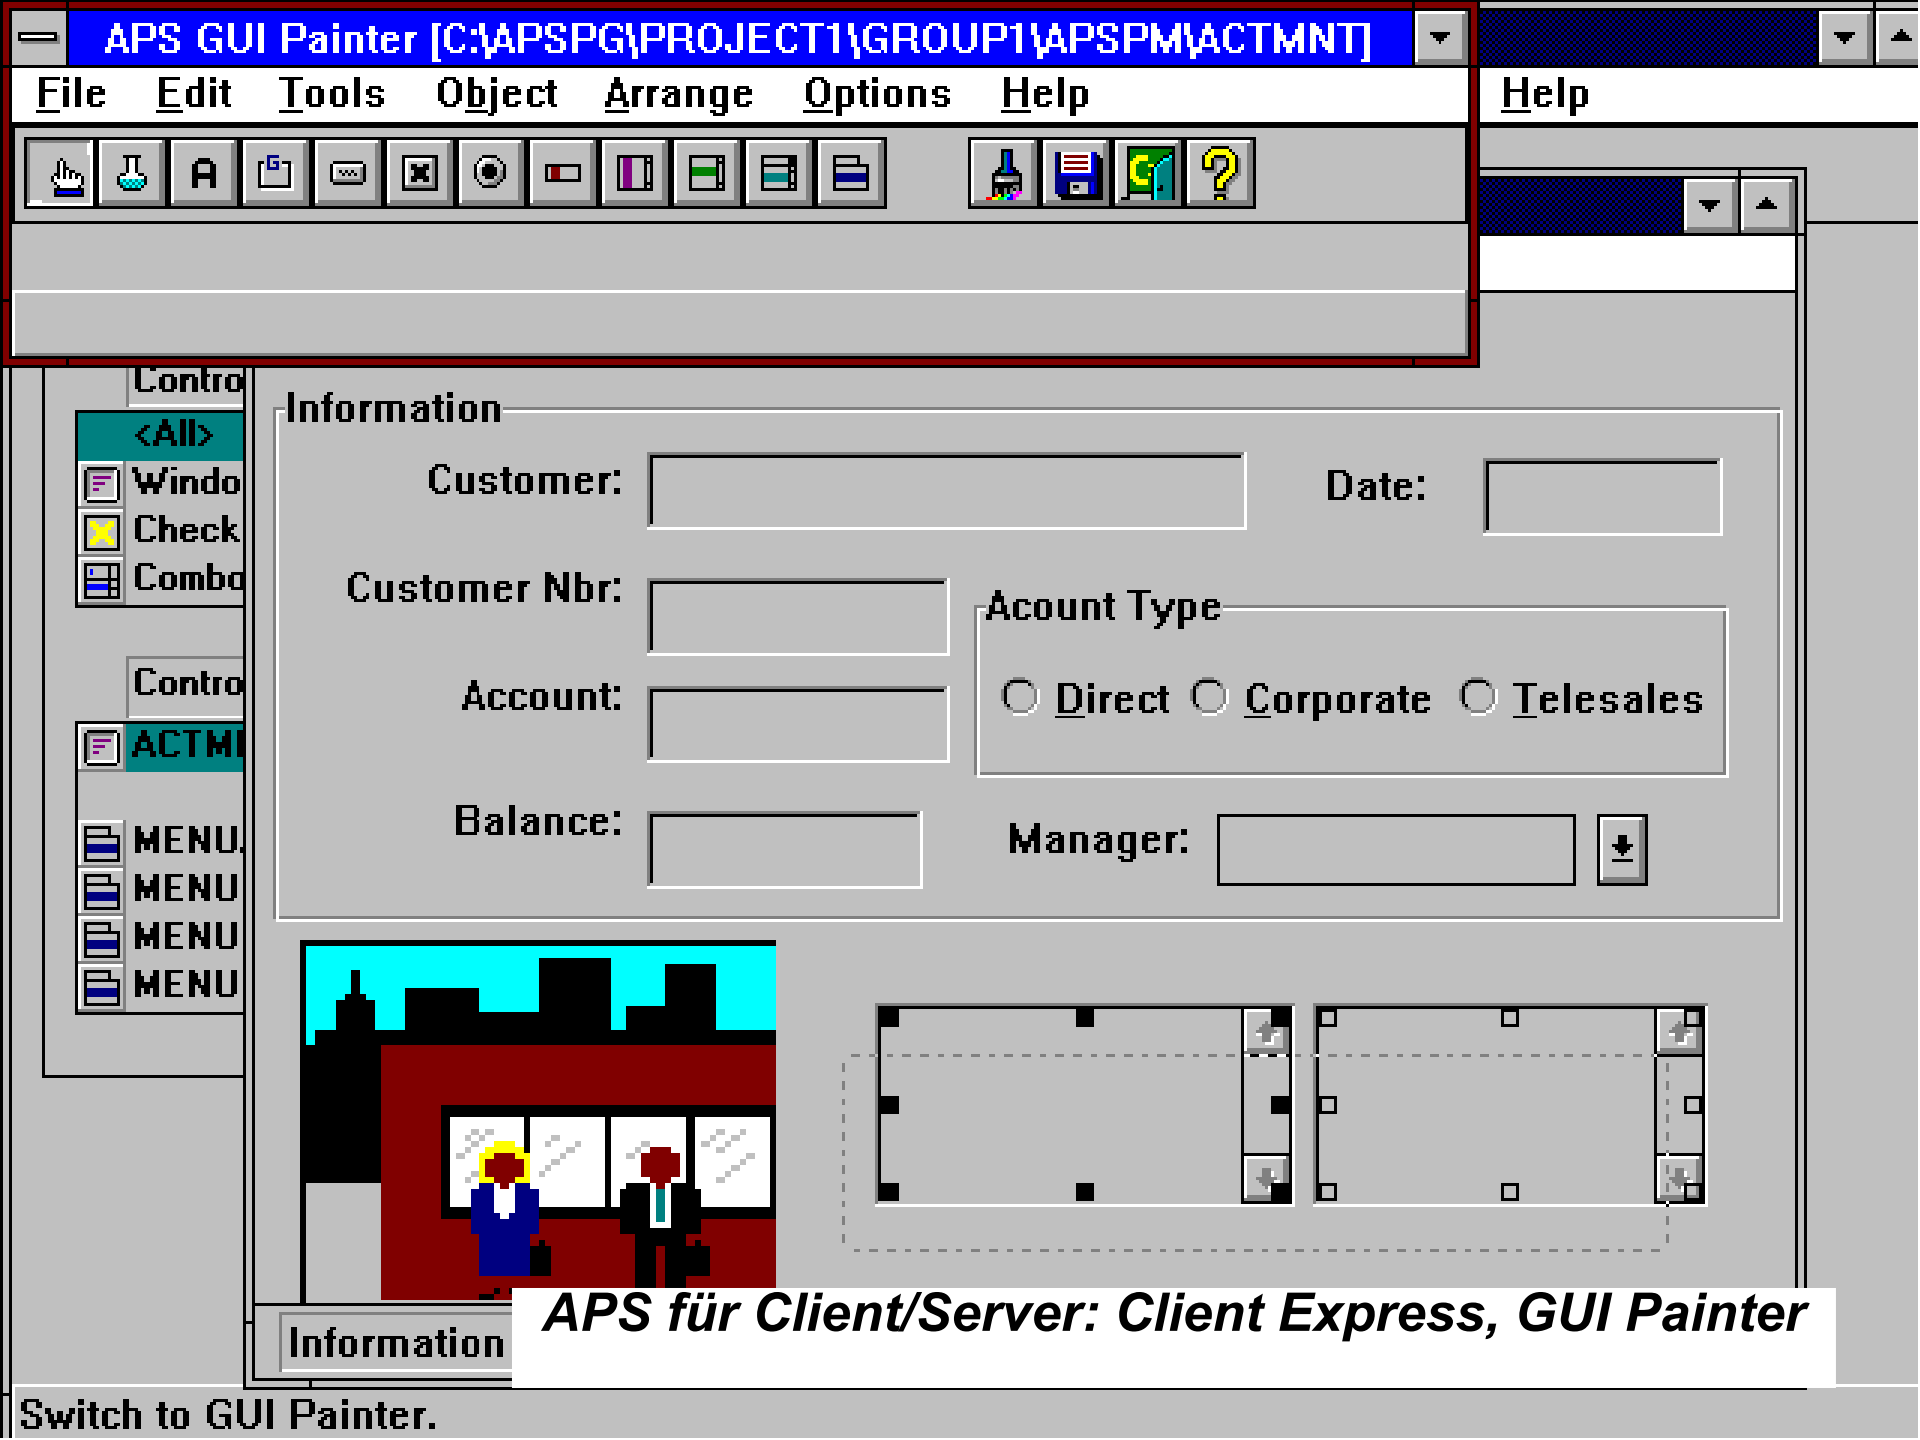 APS GUI Painter [C:\APSPG\PROJECT1\GROUP1\APSPM\ACTMNT]
File Edit Tools Object Arrange Options Help
Help
A G
Contro
<All>
Windo
Check
Combo
Contro
ACTM
MENU
MENU
MENU
MENU
Information
Customer:
Date:
Customer Nbr:
Acount Type
Account:
Direct Corporate Telesales
Balance:
Manager:
APS für Client/Server: Client Express, GUI Painter
Information
Switch to GUI Painter.